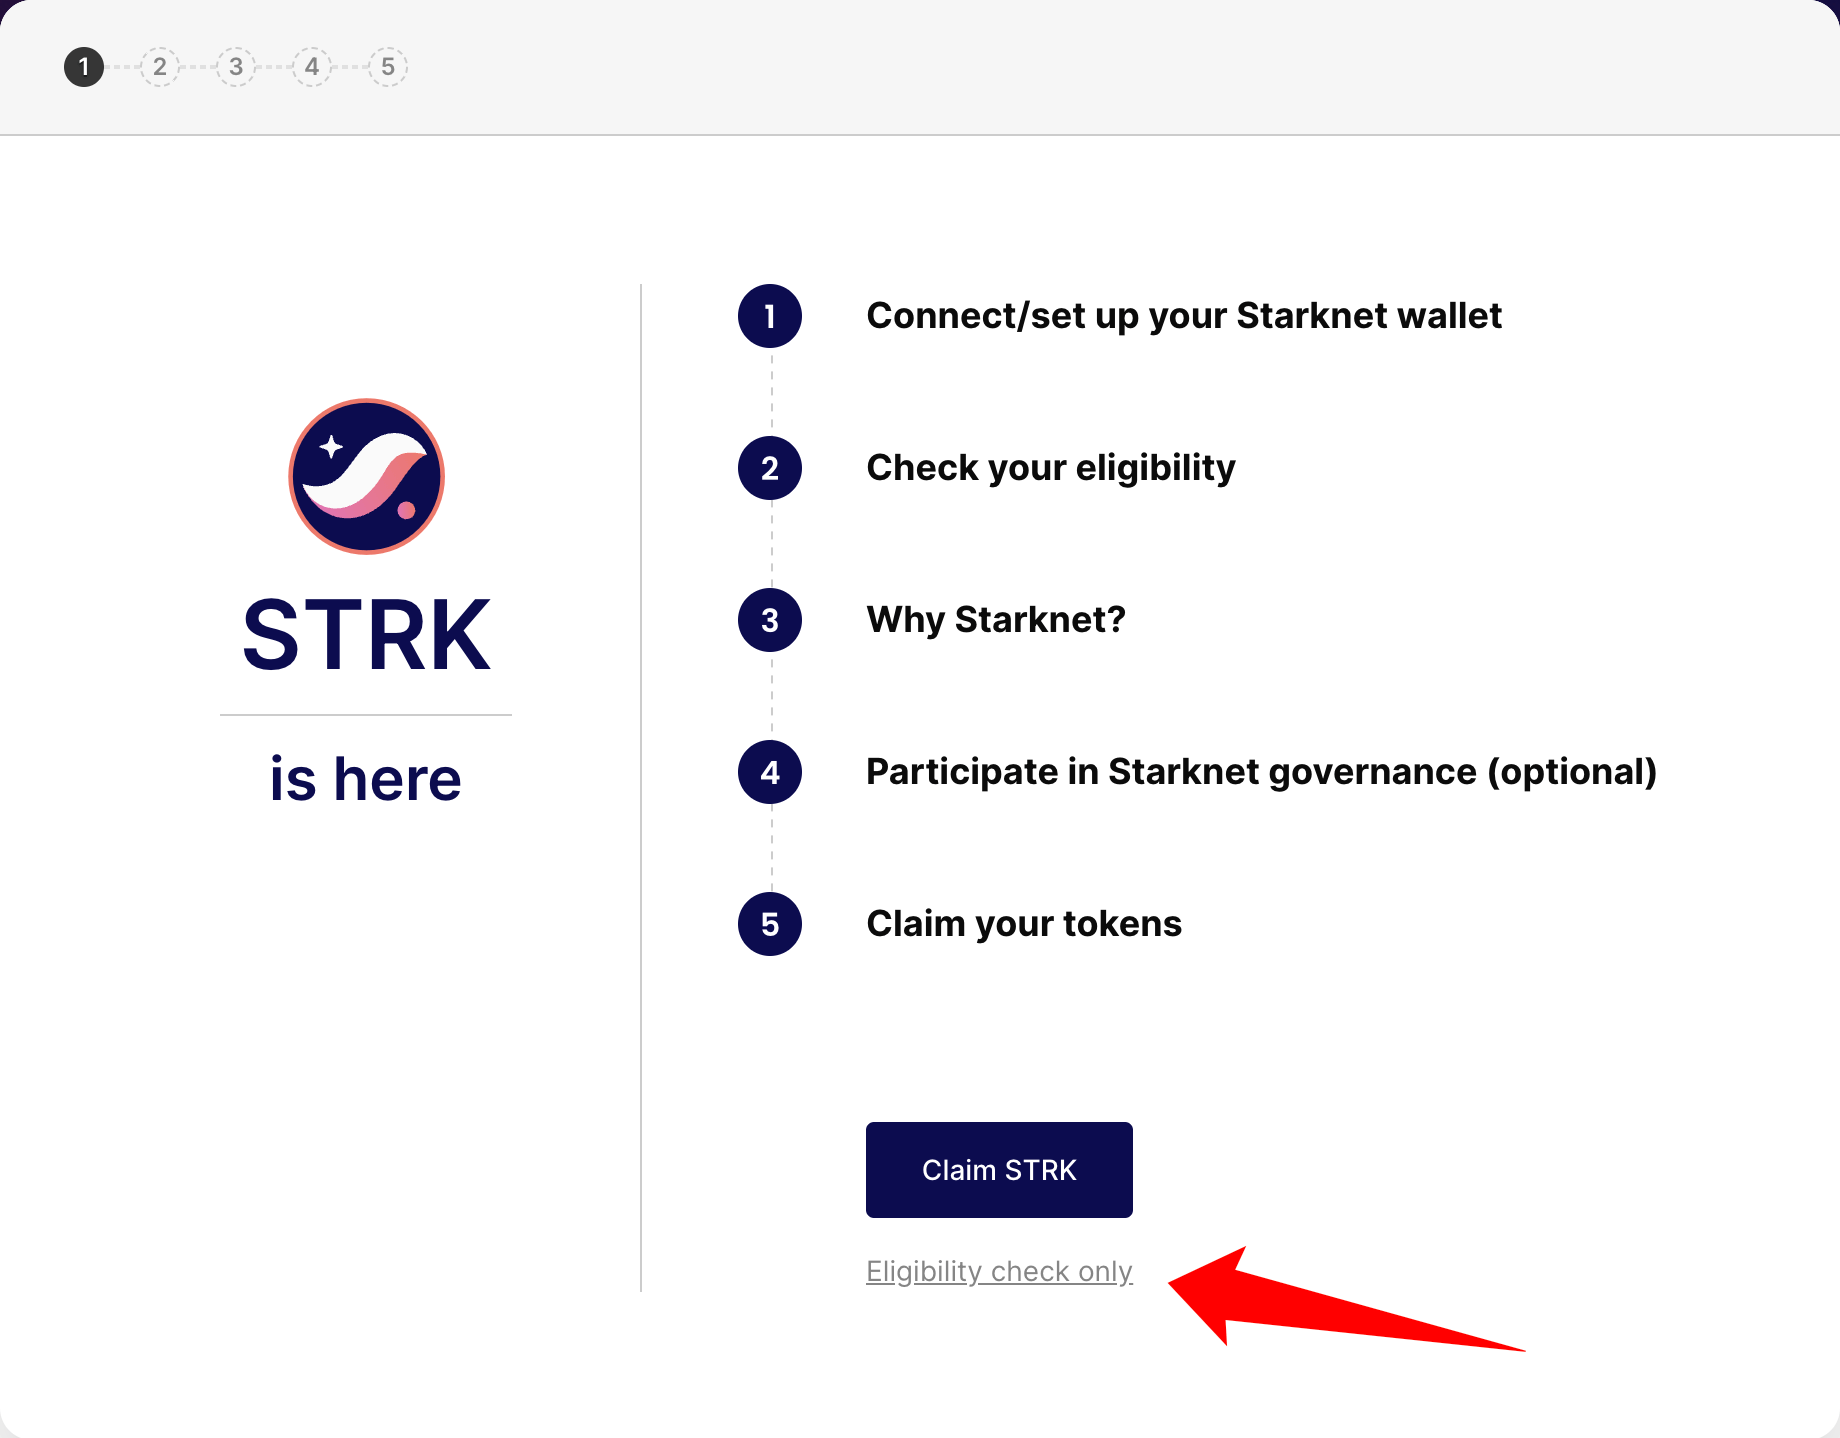 1 2 3 4 5
STRK
is here
1 Connect/set up your Starknet wallet
2 Check your eligibility
3 Why Starknet?
4 Participate in Starknet governance (optional)
5 Claim your tokens
Claim STRK
Eligibility check only